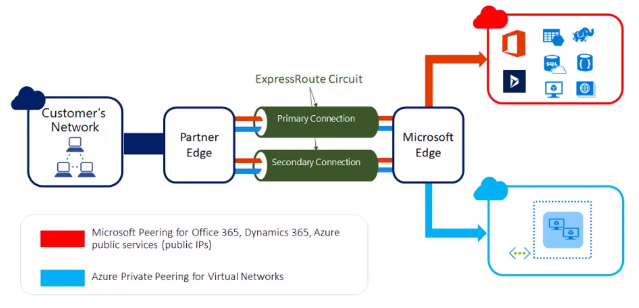 ExpressRoute Circuit
Customer's
Network
Partner
Edge
Primary Connection
Secondary Connection
Microsoft
Edge
SQL
Microsoft Peering for Office 365, Dynamics 365, Azure
public services (public IPs)
Azure Private Peering for Virtual Networks